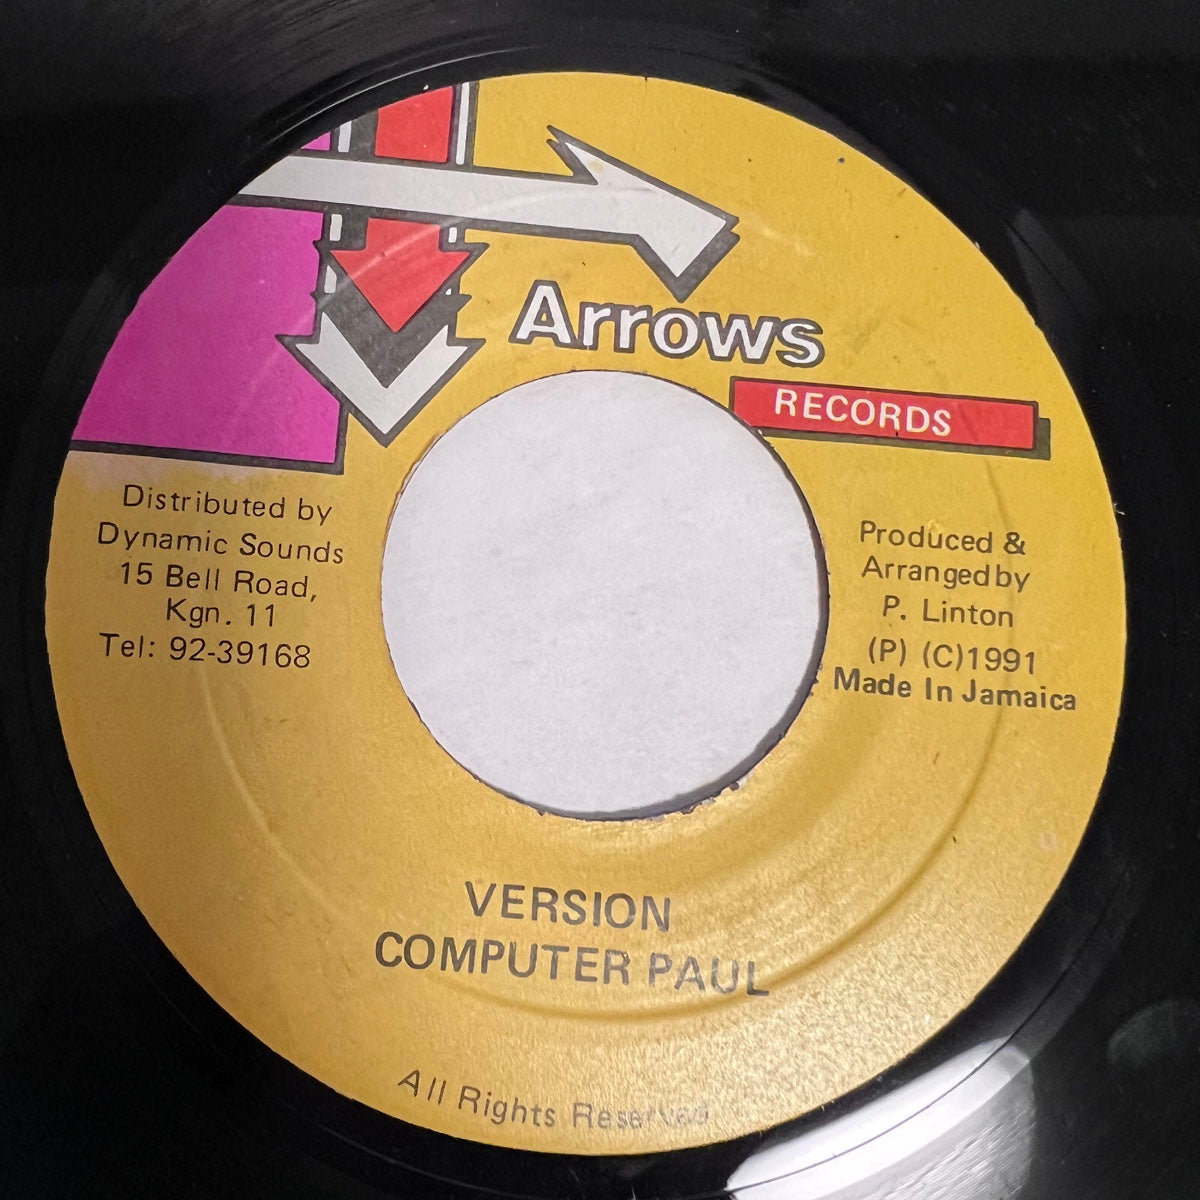 Arrows
RECORDS
Distributed by
Dynamic Sounds
15 Bell Road,
Kgn. 11
Tel: 92-39168
Produced &
Arranged by
P. Linton
(P) (C)1991
Made In Jamaica
VERSION
COMPUTER PAUL
All Rights Reserved